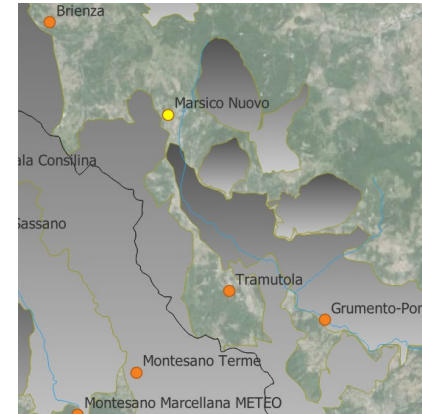 Brienza
Marsico Nuovo
ala Consilina
Sassano
Tramutola
Grumento-Por
Montesano Terme
Montesano Marcellana METEO